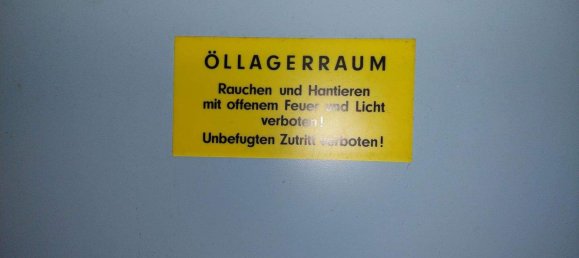 ÖLLAGERRAUM
Rauchen und Hantieren
mit offenem Feuer und Licht
verboten!
Unbefugten Zutritt verboten!